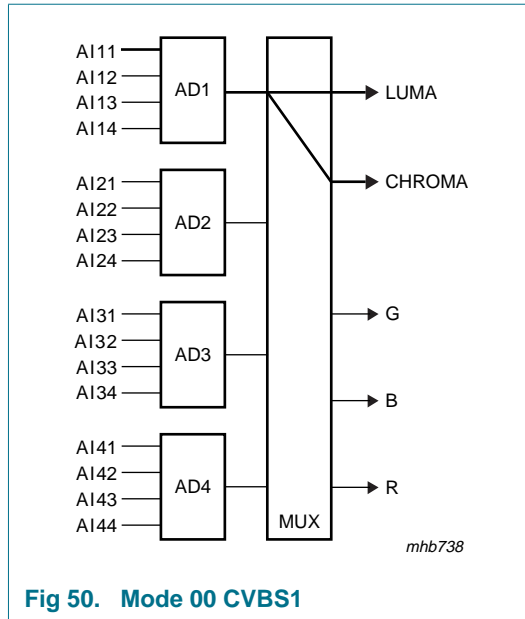 AI11
AI12
AI13
AI14
AD1
LUMA
CHROMA
AI21
AI22
AI23
AI24
AD2
AI31
AI32
AI33
AI34
AD3
G
B
AI41
AI42
AI43
AI44
AD4
R
MUX
mhb738
Fig 50. Mode 00 CVBS1